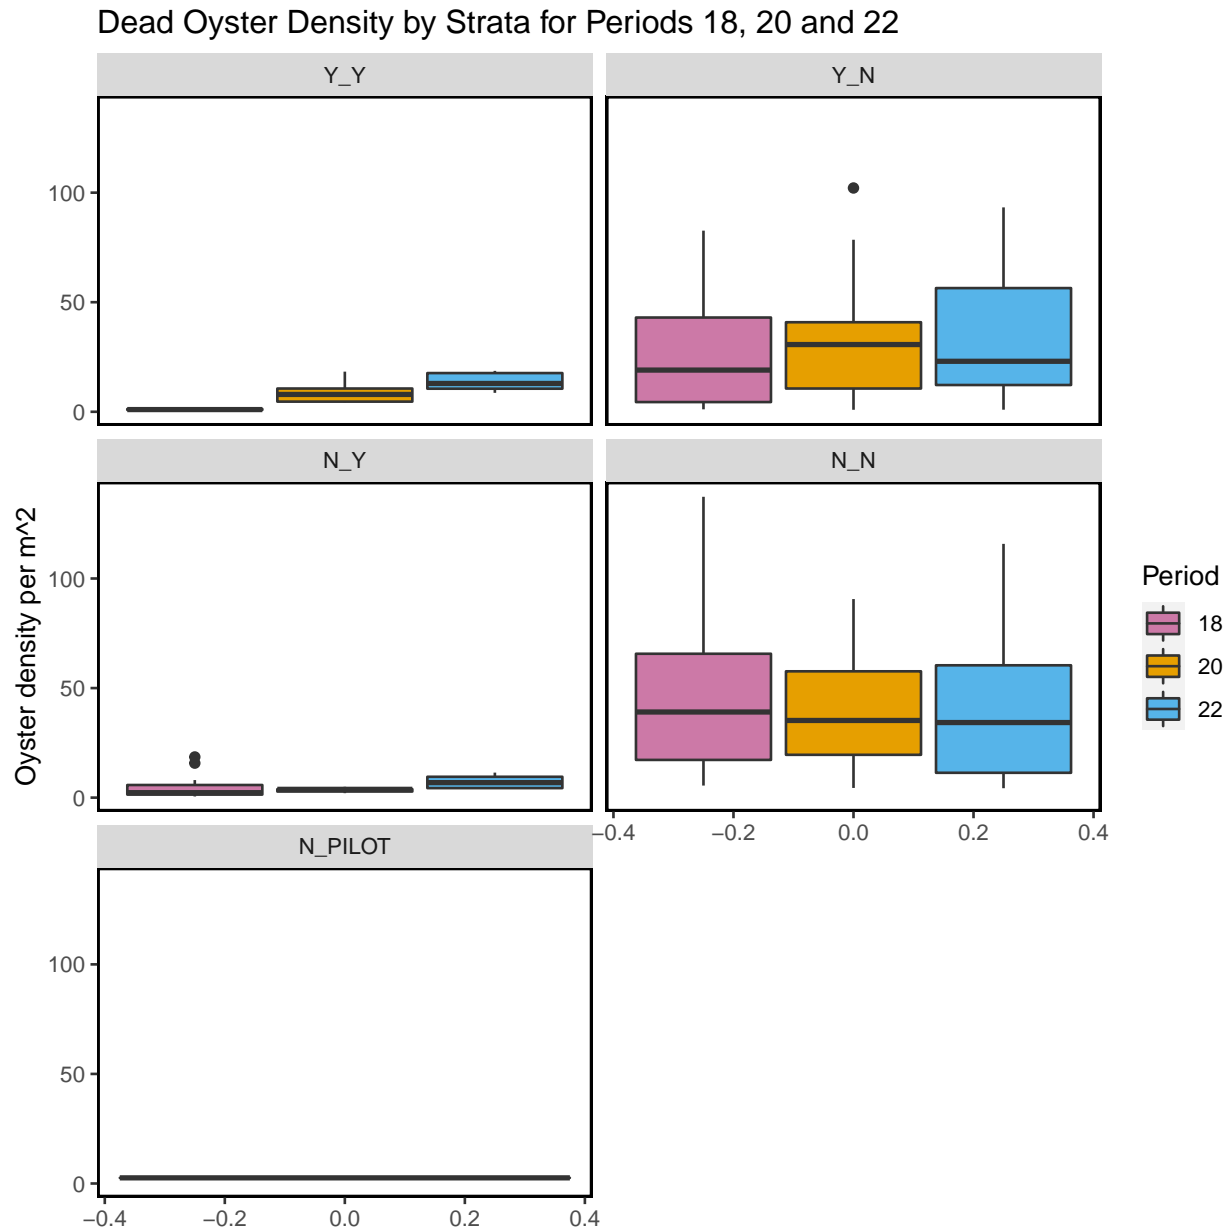 Dead Oyster Density by Strata for Periods 18, 20 and 22
Y_Y
Y_N
100
50
0
N_Y
N_N
Oyster density per m^2
100
50
0
−0.4 −0.2 0.0 0.2 0.4
Period
18
20
22
N_PILOT
100
50
0
−0.4 −0.2 0.0 0.2 0.4